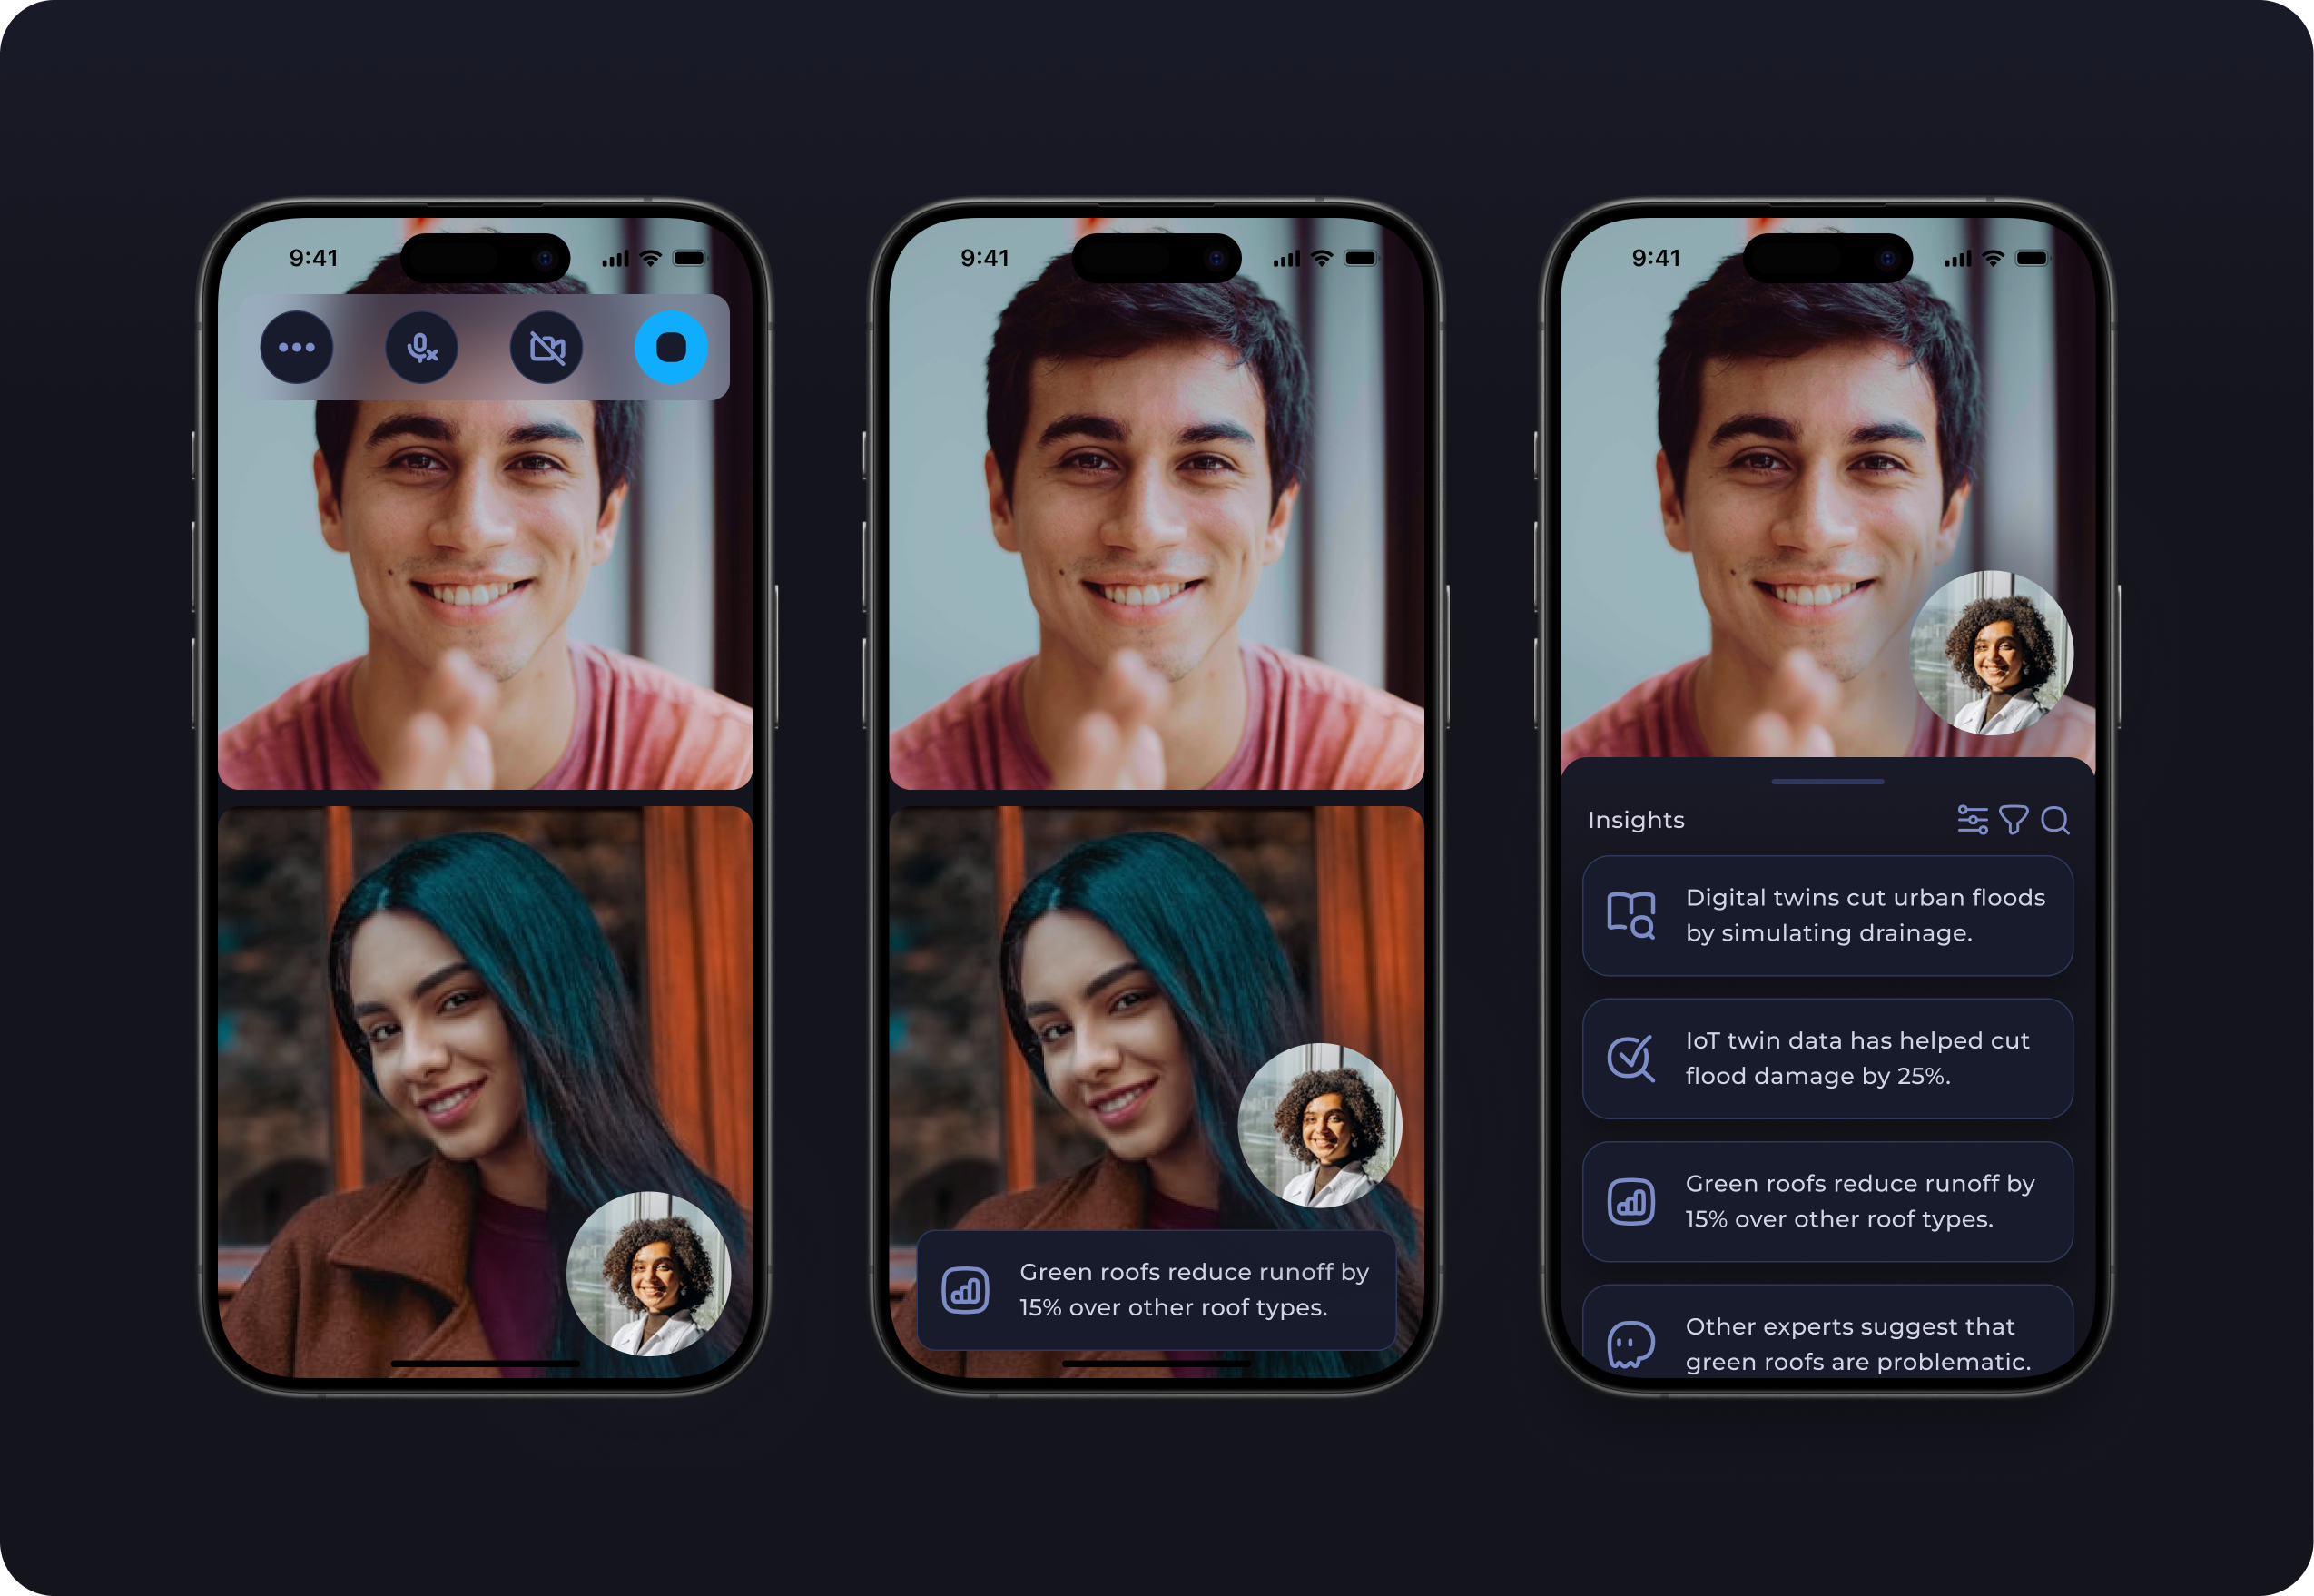 9:41
9:41
Green roofs reduce runoff by
15% over other roof types.
9:41
Insights
Digital twins cut urban floods
by simulating drainage.
IoT twin data has helped cut
flood damage by 25%.
Green roofs reduce runoff by
15% over other roof types.
Other experts suggest that
green roofs are problematic.